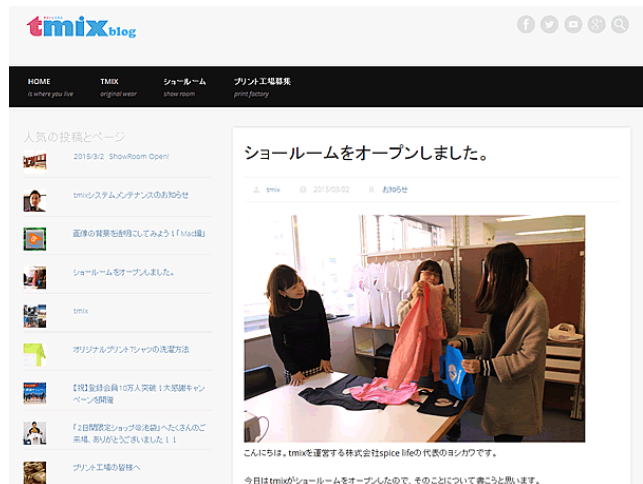 tmix blog
HOME
is where you live
TMIX
original wear
ショールーム
show room
プリント工場募集
print factory
人気の投稿とページ
2015/3/2 ShowRoom Open!
tmixシステムメンテナンスのお知らせ
画像の背景を透明にしてみよう！「Mac編」
ショールームをオープンしました。
tmix
オリジナルプリントTシャツの洗濯方法
【祝】登録会員10万人突破！大感謝キャン
ペーンを開催
「2日間限定ショップ@池袋」へたくさんのご
来場、ありがとうございました！！
プリント工場の皆様へ
ショールームをオープンしました。
tmix 2015/03/02 お知らせ
こんにちは。tmixを運営する株式会社spice lifeの代表のヨシカワです。
今日はtmixがショールームをオープンしたので、そのことについて書こうと思います。